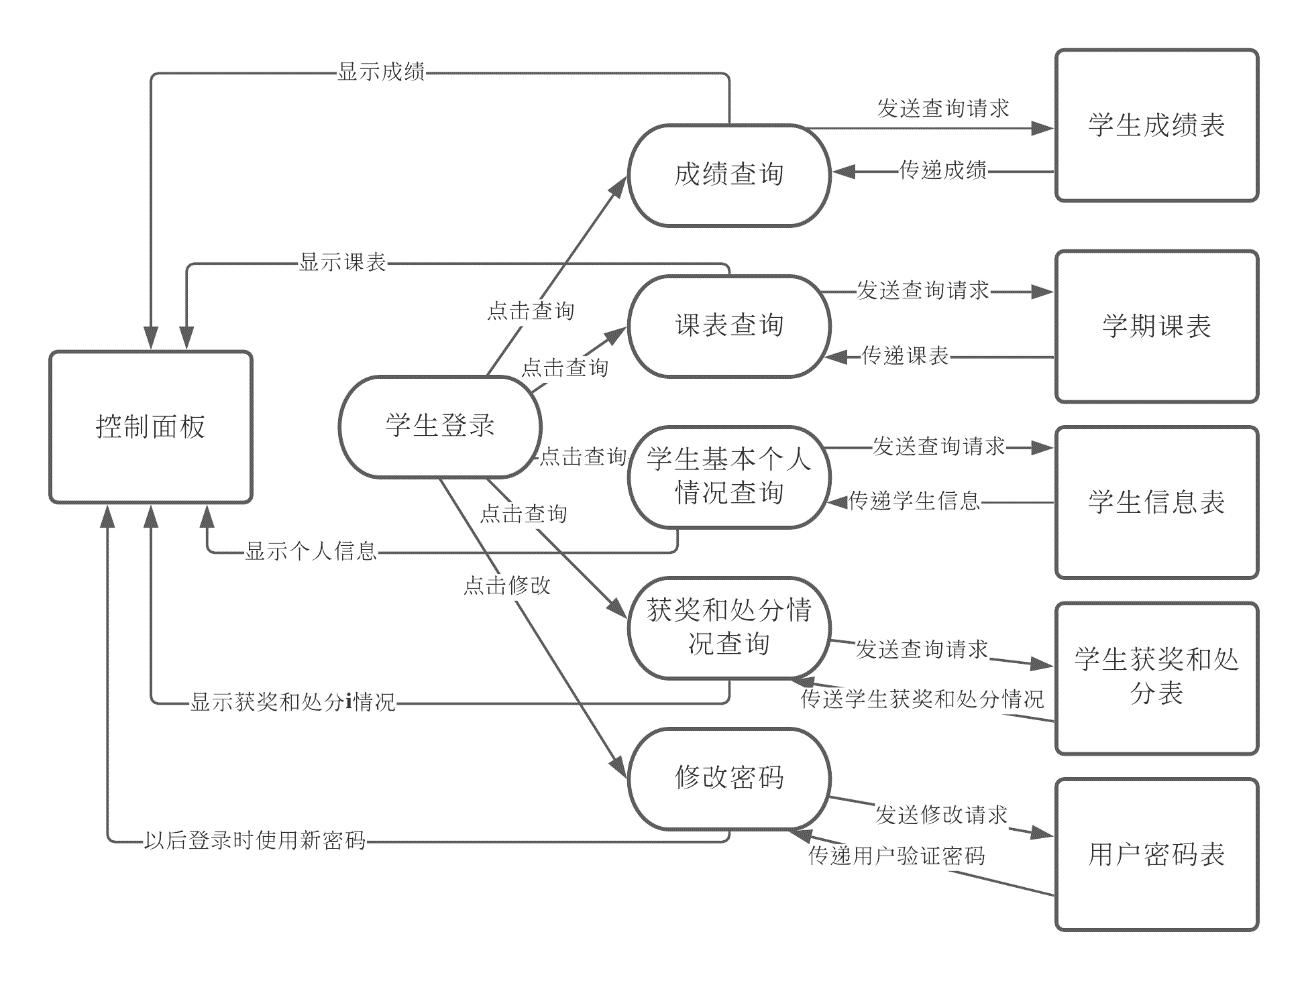 显示成绩
发送查询请求
学生成绩表
成绩查询
传递成绩
显示课表
发送查询请求
点击查询
课表查询
学期课表
传递课表
点击查询
控制面板
学生登录
点击查询
学生基本个人
情况查询
发送查询请求
传递学生信息
学生信息表
点击查询
显示个人信息
点击修改
获奖和处分情
况查询
发送查询请求
学生获奖和处
分表
传送学生获奖和处分情况
显示获奖和处分i情况
修改密码
发送修改请求
以后登录时使用新密码
传递用户验证密码
用户密码表